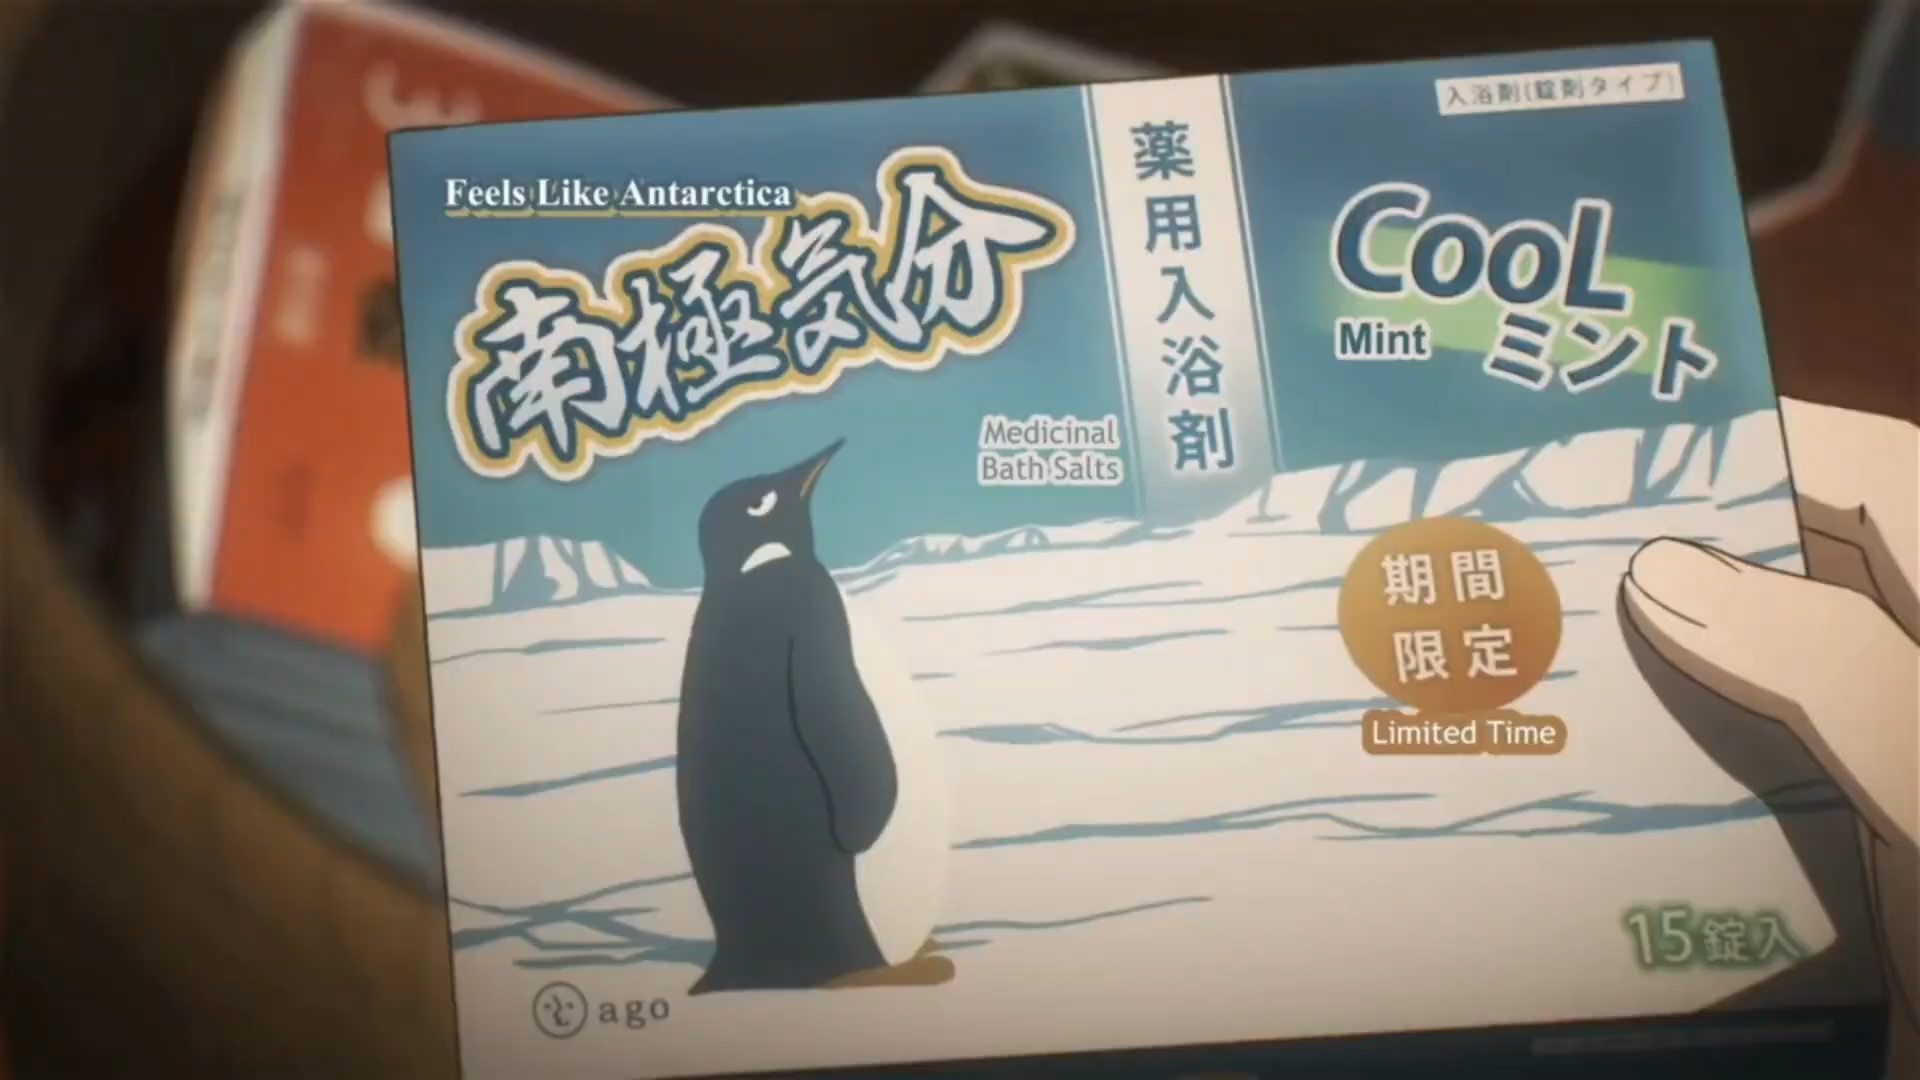 入浴剤(錠剤タイプ)
Feels Like Antarctica
南極気分
薬用入浴剤
Medicinal
Bath Salts
CooL
Mint
ミント
期間
限定
Limited Time
15錠入
ago